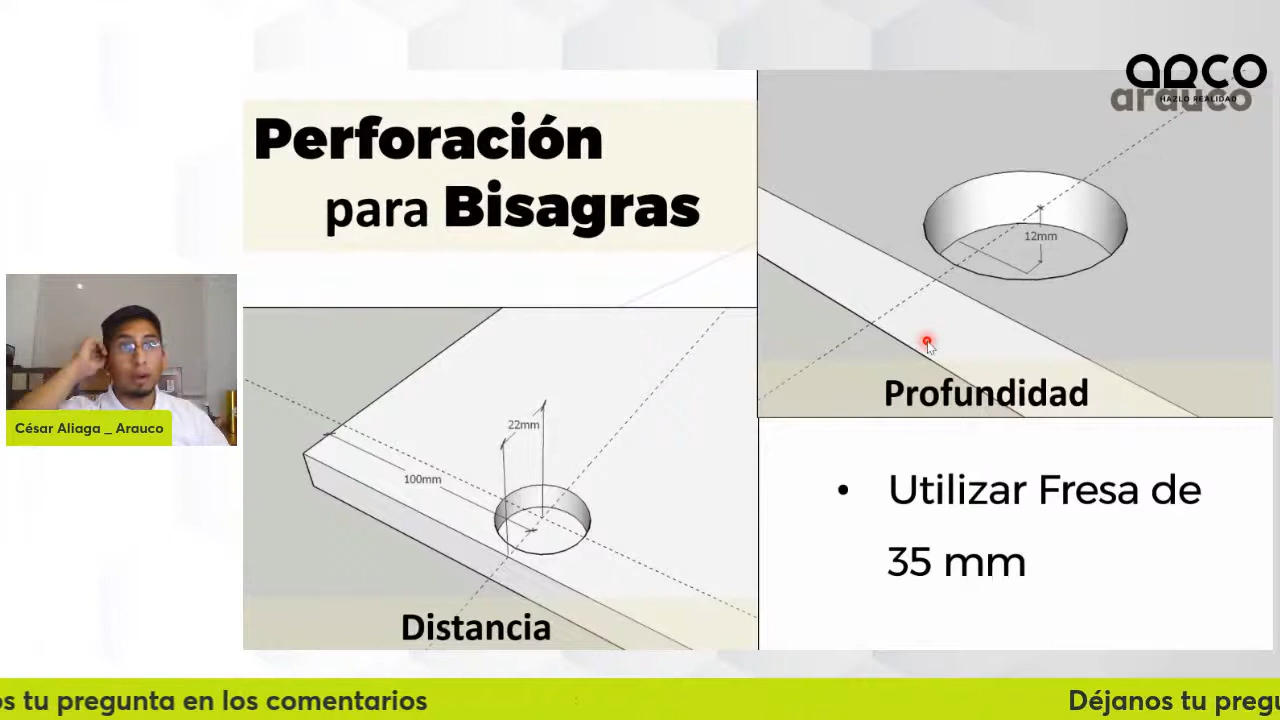 ARCO
arauco
HAZLO REALIDAD
Perforación
para Bisagras
12mm
Profundidad
César Aliaga _ Arauco
22mm
100mm
Distancia
• Utilizar Fresa de
35 mm
os tu pregunta en los comentarios
Déjanos tu pregu